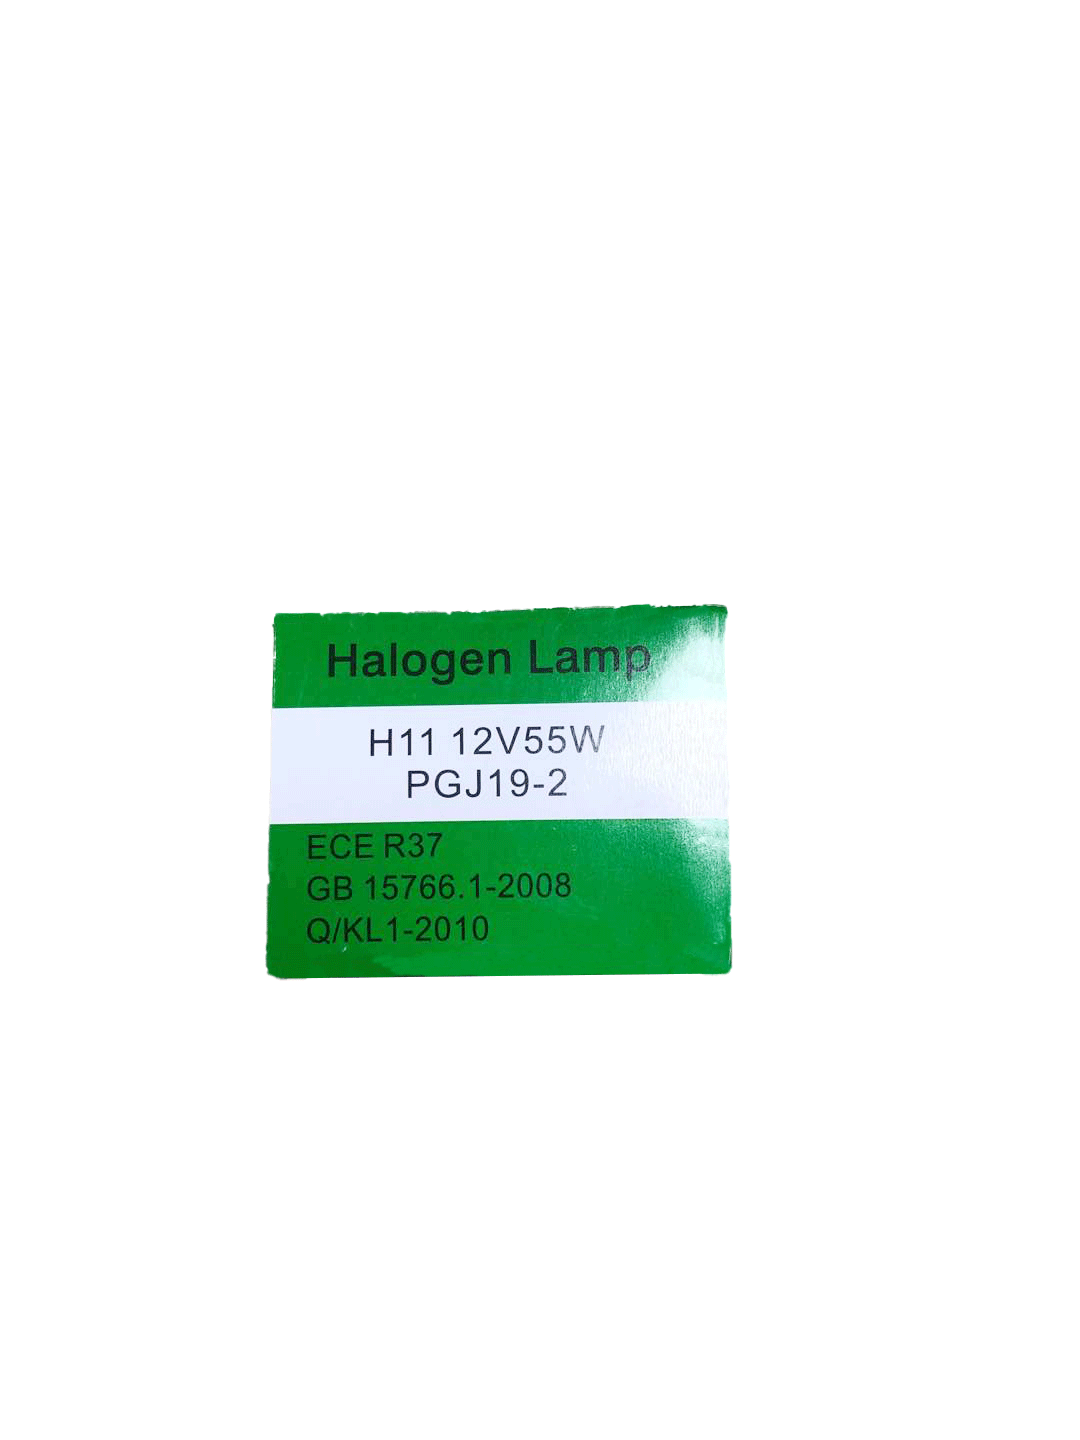 Halogen Lamp
H11 12V55W
PGJ19-2
ECE R37
GB 15766.1-2008
Q/KL1-2010